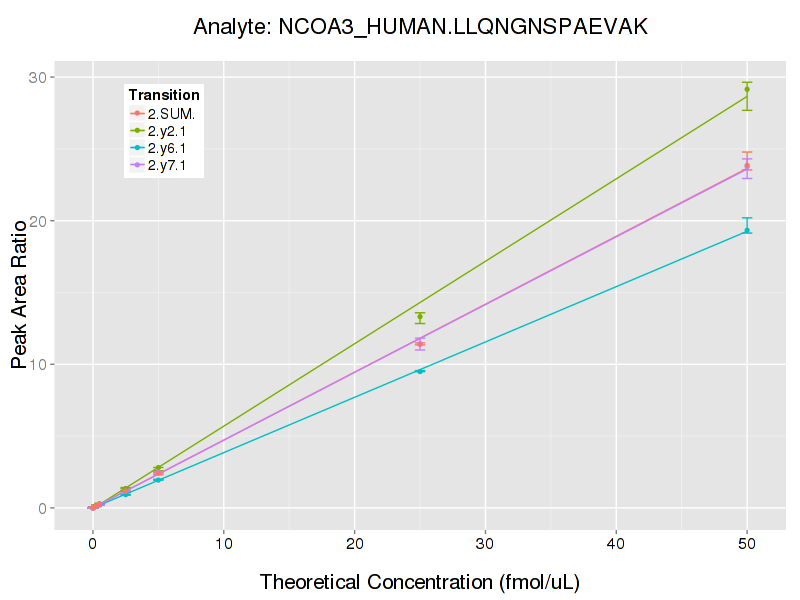 Analyte: NCOA3_HUMAN.LLQNGNSPAEVAK
Transition
2.SUM.
2.y2.1
2.y6.1
2.y7.1
30
20
10
0
Peak Area Ratio
0 10 20 30 40 50
Theoretical Concentration (fmol/uL)